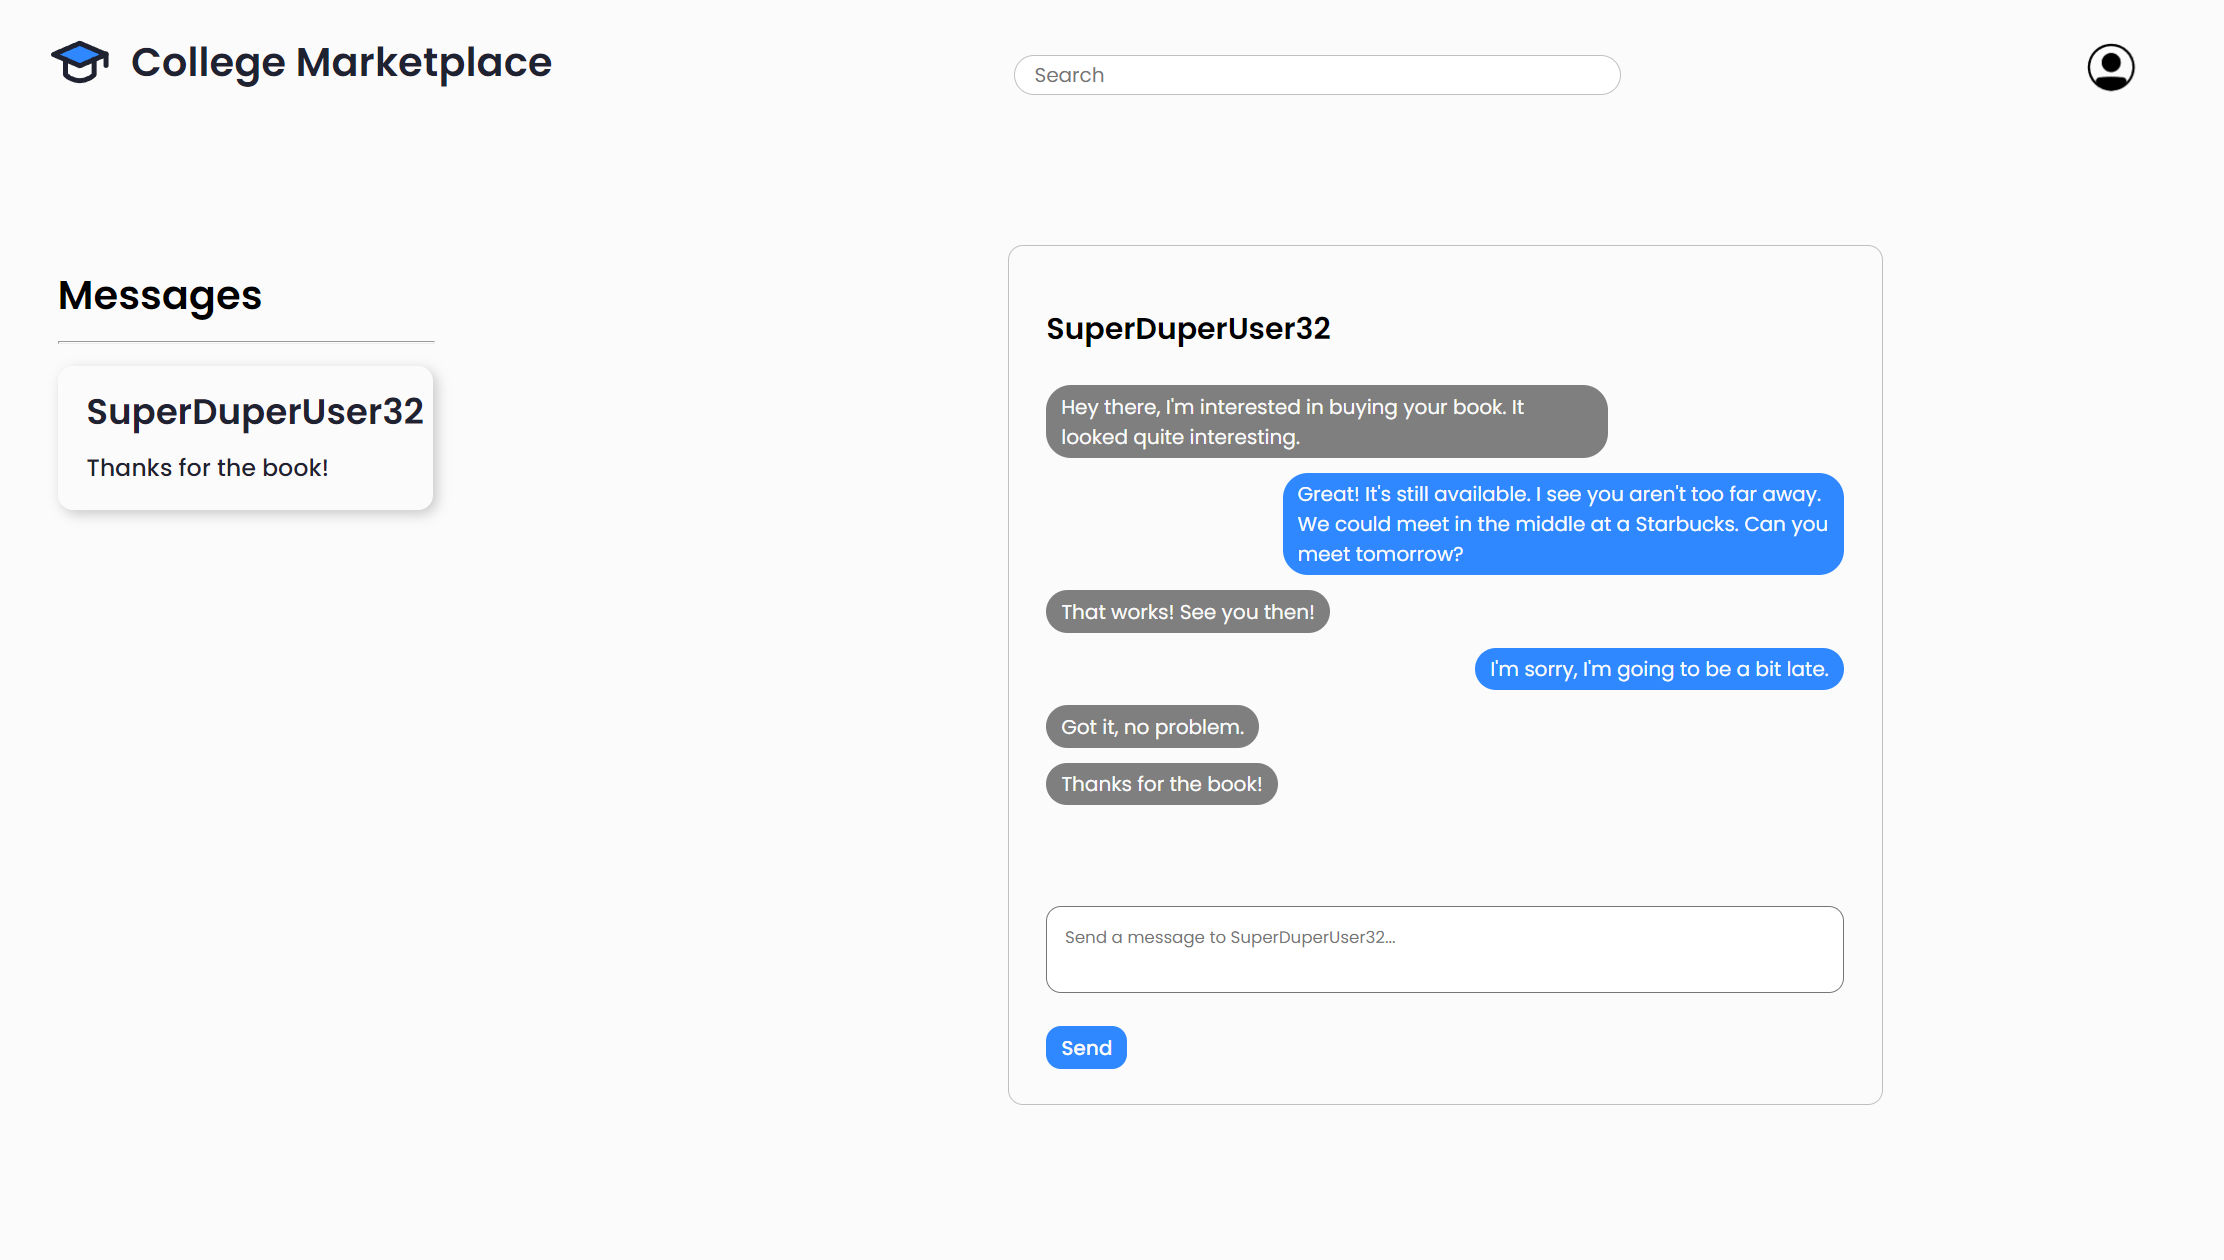 College Marketplace
Search
Messages
SuperDuperUser32
Thanks for the book!
SuperDuperUser32
Hey there, I'm interested in buying your book. It
looked quite interesting.
Great! It's still available. I see you aren't too far away.
We could meet in the middle at a Starbucks. Can you
meet tomorrow?
That works! See you then!
I'm sorry, I'm going to be a bit late.
Got it, no problem.
Thanks for the book!
Send a message to SuperDuperUser32...
Send